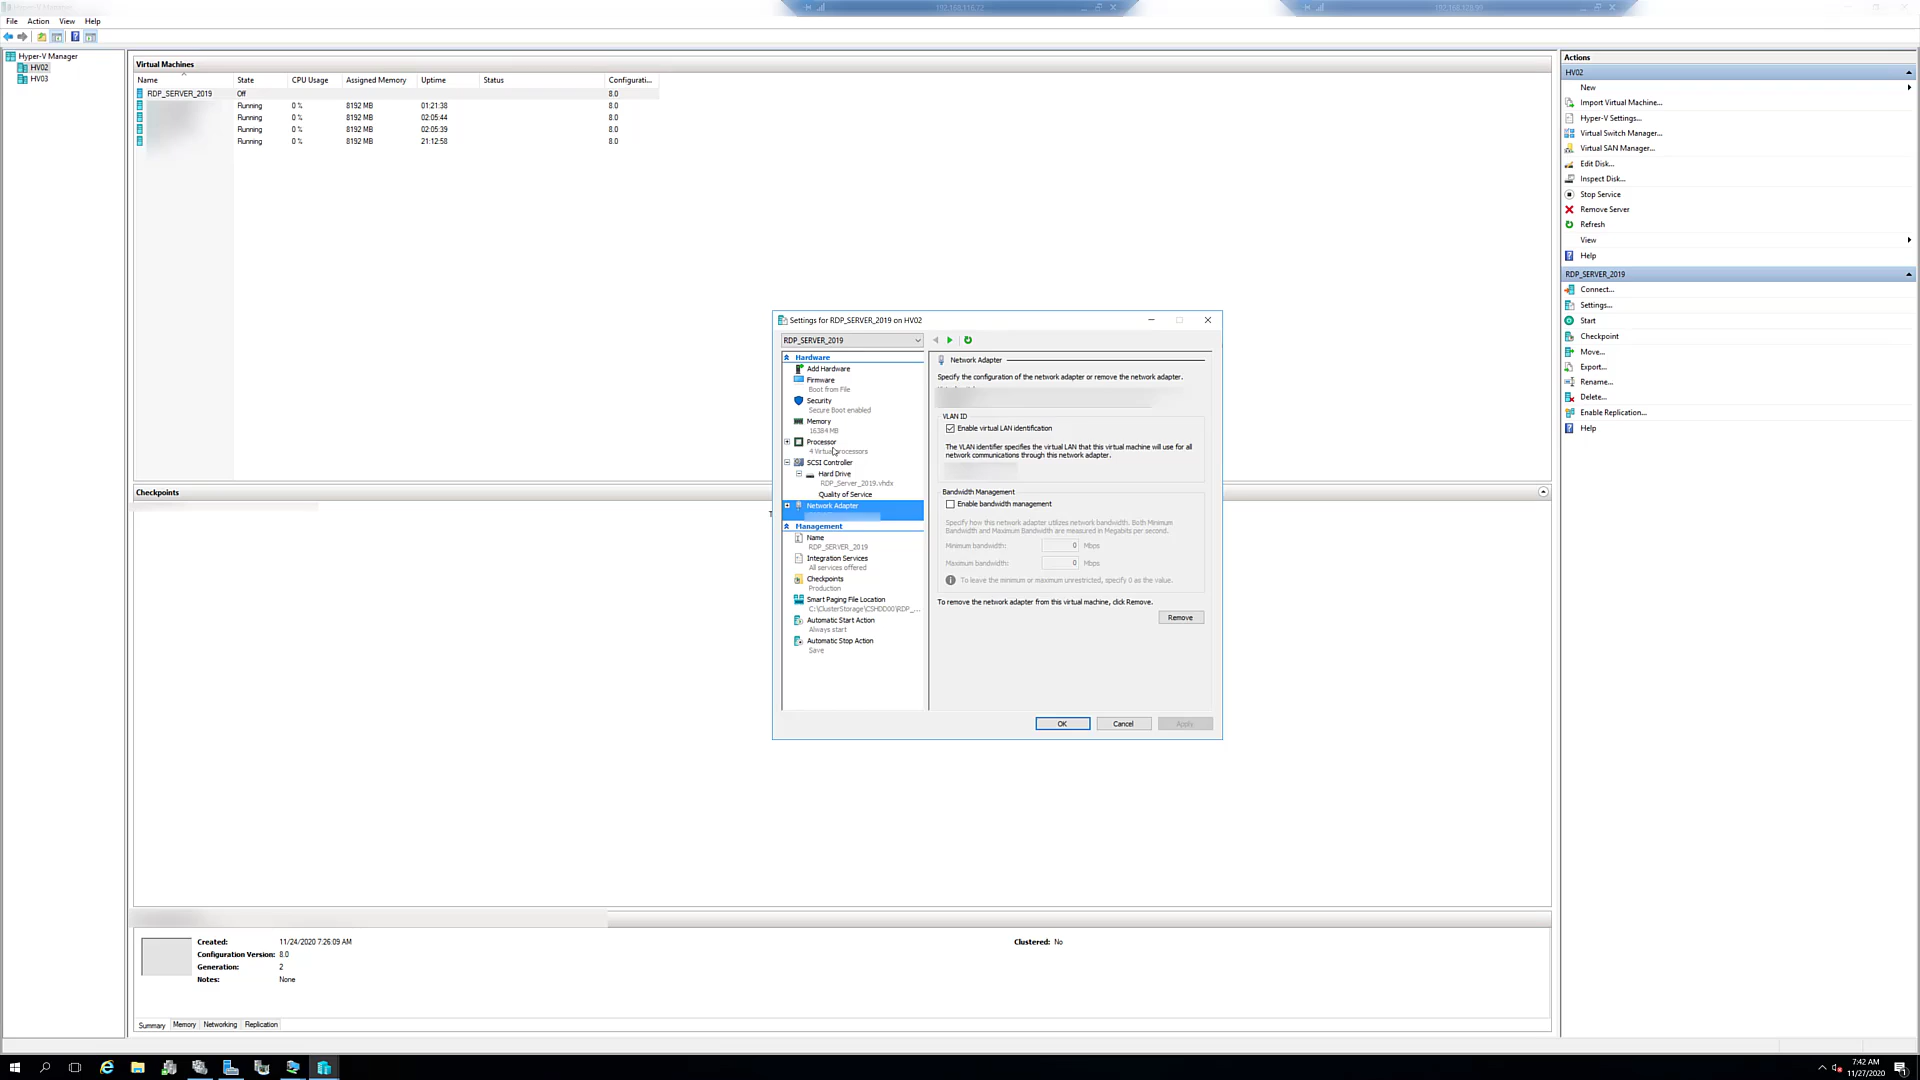 File Action View Help
Hyper-V Manager
HV02
HV03
Virtual Machines
Name State CPU Usage Assigned Memory Uptime Status Configurati...
RDP_SERVER_2019 Off 8.0
Running 0 % 8192 MB 01:21:38 8.0
Running 0 % 8192 MB 02:05:44 8.0
Running 0 % 8192 MB 02:05:39 8.0
Running 0 % 8192 MB 21:12:58 8.0
Checkpoints
Settings for RDP_SERVER_2019 on HV02
RDP_SERVER_2019
Hardware
Add Hardware
Firmware
Boot from File
Security
Secure Boot enabled
Memory
16384 MB
Processor
4 Virtual processors
SCSI Controller
Hard Drive
RDP_Server_2019.vhdx
Quality of Service
Network Adapter
Management
Name
RDP_SERVER_2019
Integration Services
All services offered
Checkpoints
Production
Smart Paging File Location
C:\ClusterStorage\CSHDD00\RDP_...
Automatic Start Action
Always start
Automatic Stop Action
Save
Network Adapter
Specify the configuration of the network adapter or remove the network adapter.
VLAN ID
Enable virtual LAN identification
The VLAN identifier specifies the virtual LAN that this virtual machine will use for all
network communications through this network adapter.
Bandwidth Management
Enable bandwidth management
Specify how this network adapter utilizes network bandwidth. Both Minimum
Bandwidth and Maximum Bandwidth are measured in Megabits per second.
Minimum bandwidth: 0 Mbps
Maximum bandwidth: 0 Mbps
To leave the minimum or maximum unrestricted, specify 0 as the value.
To remove the network adapter from this virtual machine, click Remove.
Remove
OK Cancel Apply
Created: 11/24/2020 7:26:09 AM Clustered: No
Configuration Version: 8.0
Generation: 2
Notes: None
Summary Memory Networking Replication
Actions
HV02
New
Import Virtual Machine...
Hyper-V Settings...
Virtual Switch Manager...
Virtual SAN Manager...
Edit Disk...
Inspect Disk...
Stop Service
Remove Server
Refresh
View
Help
RDP_SERVER_2019
Connect...
Settings...
Start
Checkpoint
Move...
Export...
Rename...
Delete...
Enable Replication...
Help
7:42 AM
11/27/2020